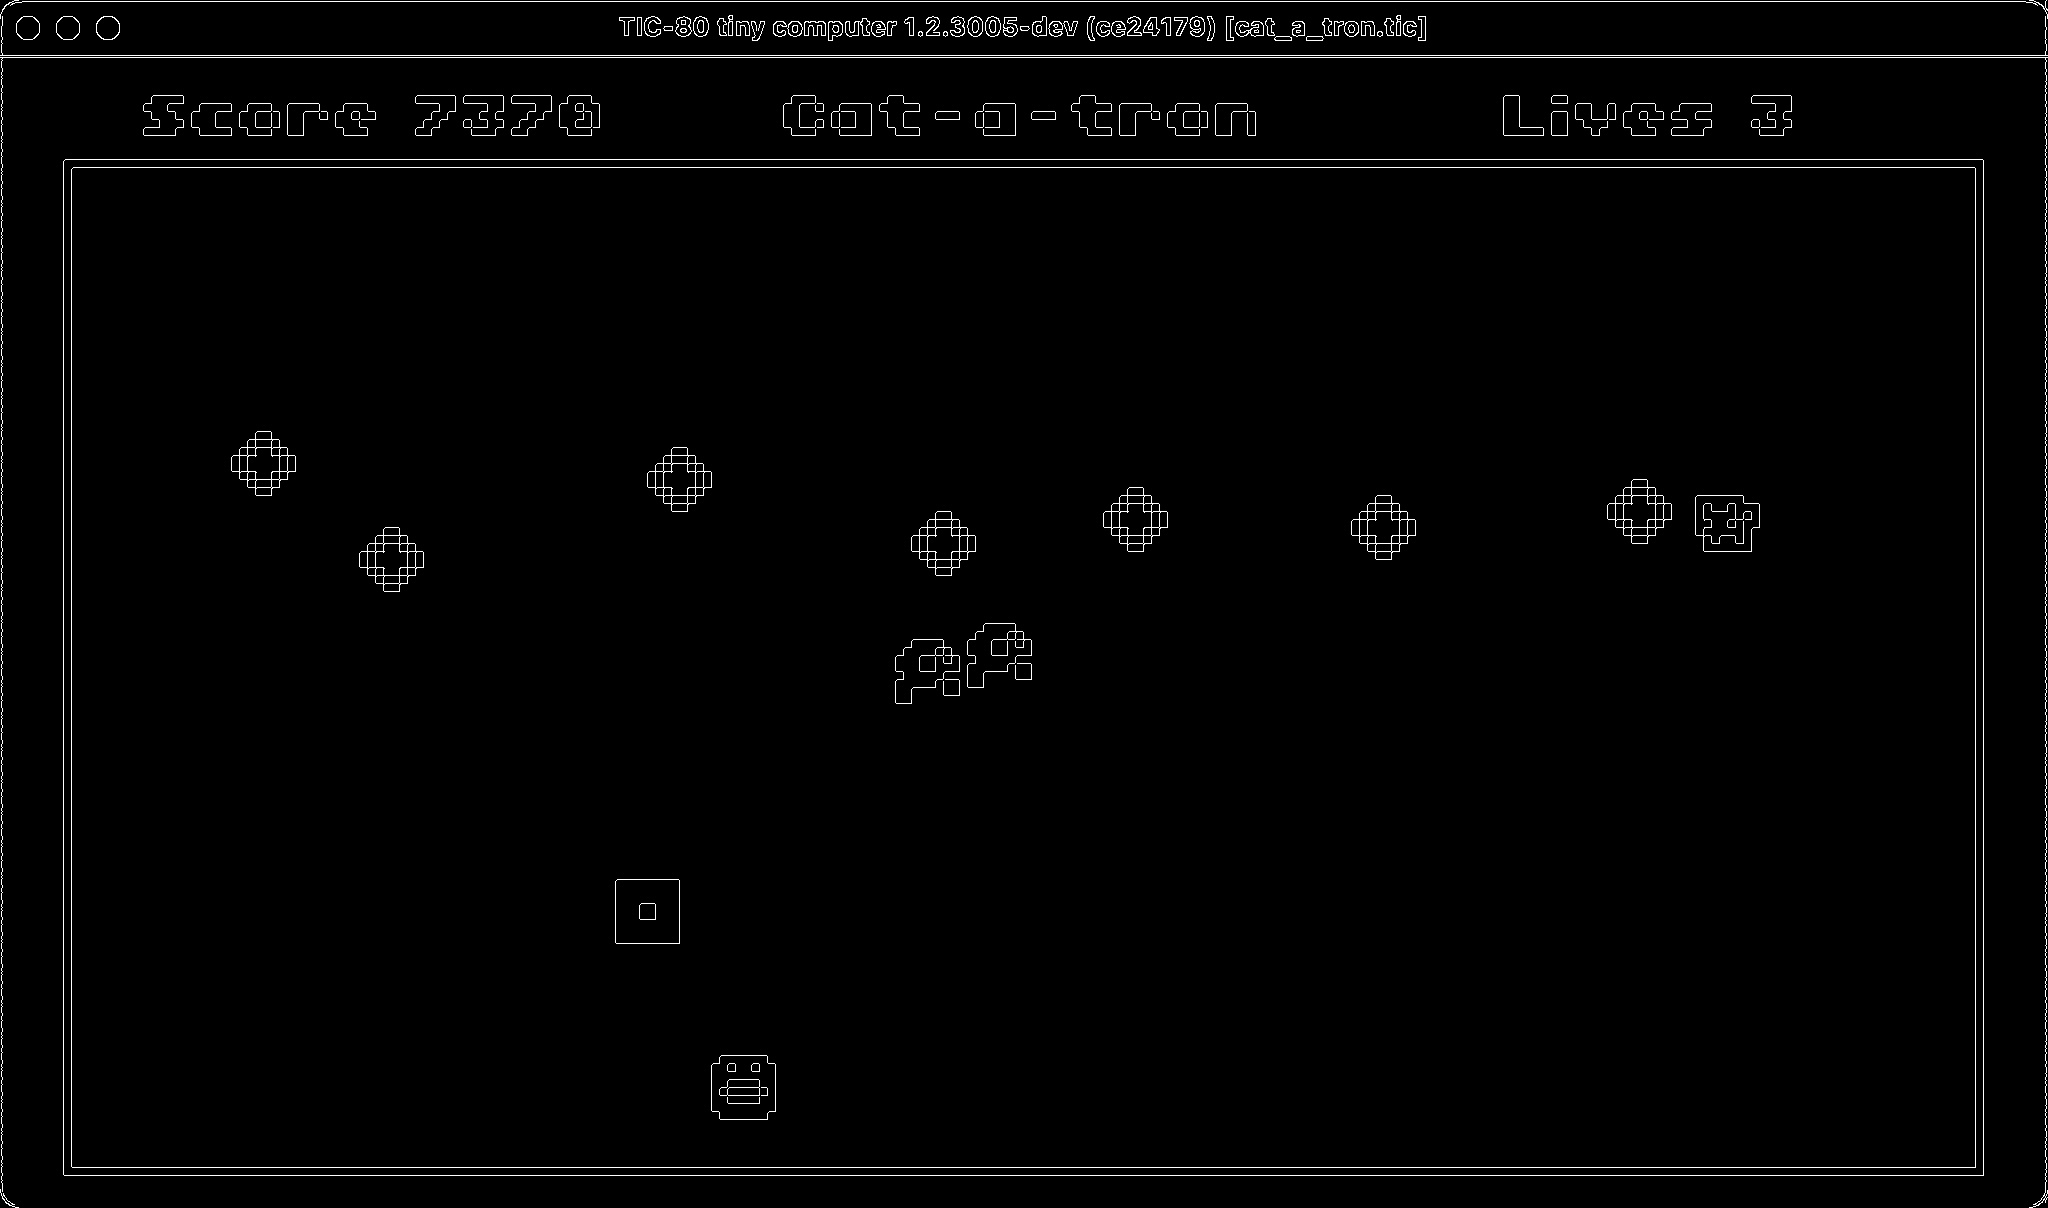 TIC-80 tiny computer 1.2.3005-dev (ce24179) [cat_a_tron.tic]
Score 7370 Cat-a-tron Lives 3